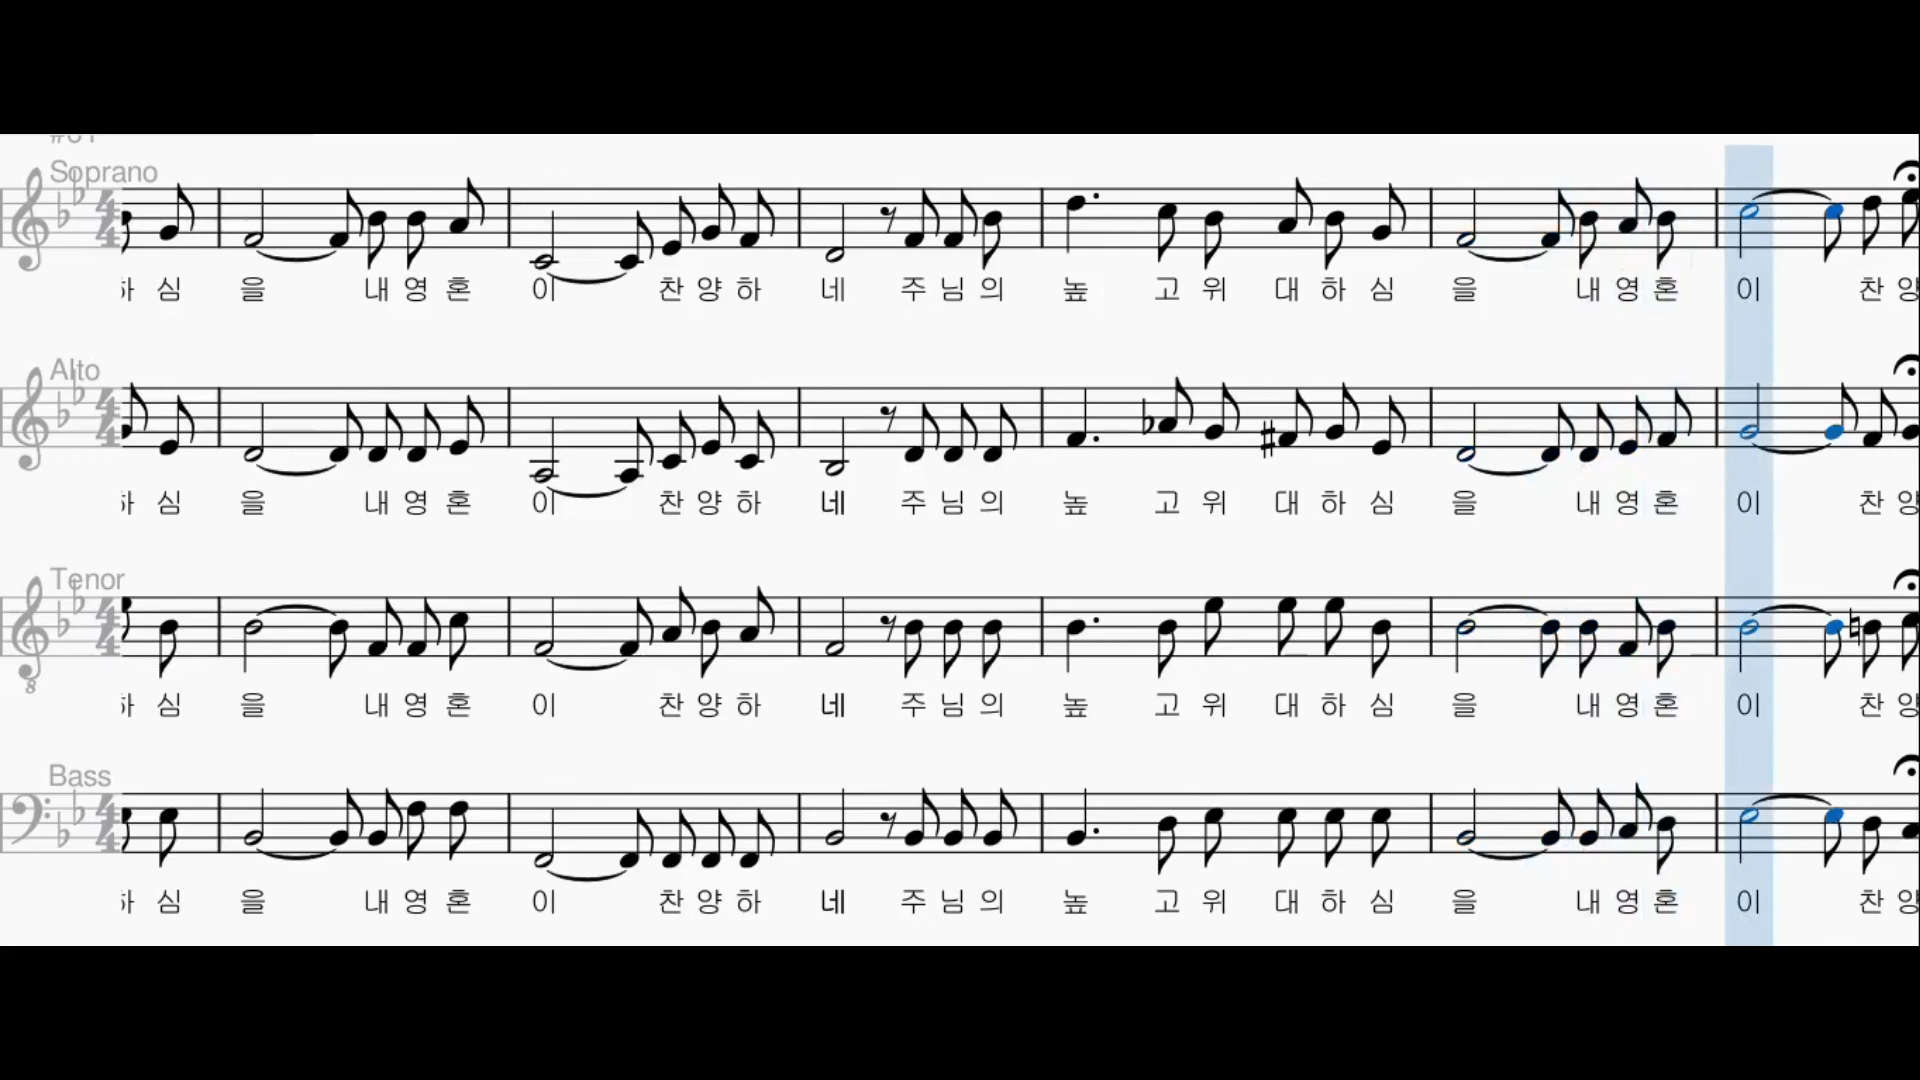 Soprano
심 을 내 영 혼 이 찬 양 하 네 주 님 의 높 고 위 대 하 심 을 내 영 혼 이 찬 양
Alto
심 을 내 영 혼 이 찬 양 하 네 주 님 의 높 고 위 대 하 심 을 내 영 혼 이 찬 양
Tenor
8
심 을 내 영 혼 이 찬 양 하 네 주 님 의 높 고 위 대 하 심 을 내 영 혼 이 찬 양
Bass
심 을 내 영 혼 이 찬 양 하 네 주 님 의 높 고 위 대 하 심 을 내 영 혼 이 찬 양